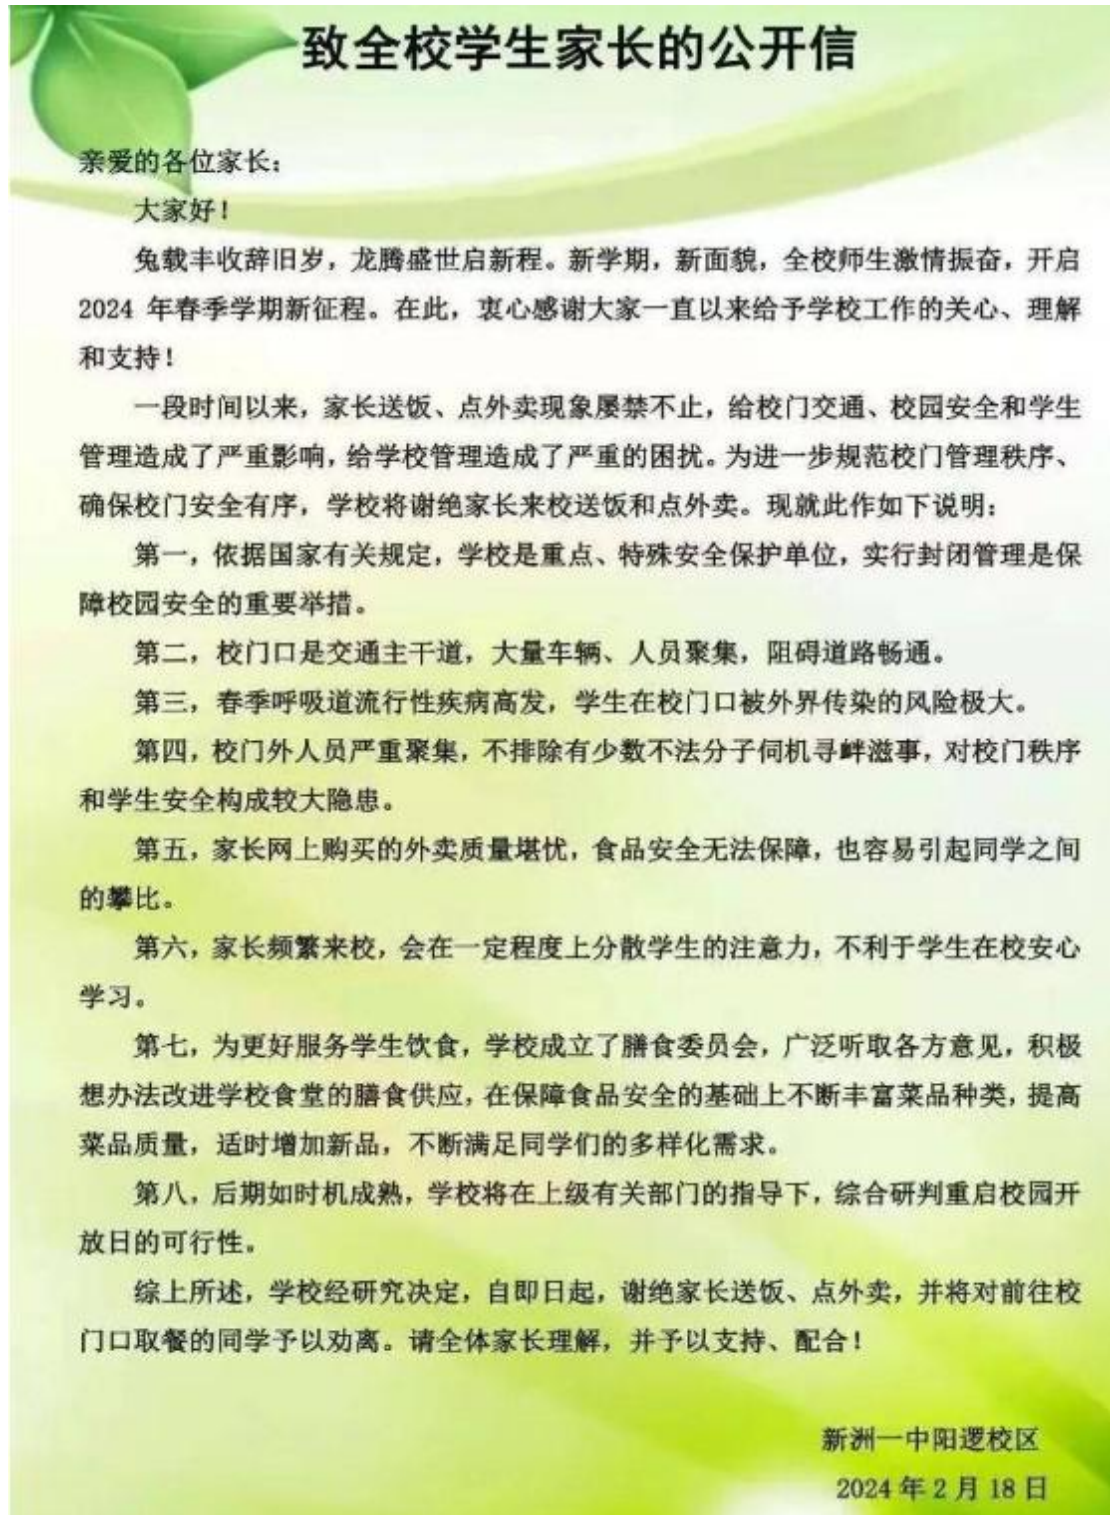 致全校学生家长的公开信
亲爱的各位家长：
大家好！
兔载丰收辞旧岁，龙腾盛世启新程。新学期，新面貌，全校师生激情振奋，开启
2024 年春季学期新征程。在此，衷心感谢大家一直以来给予学校工作的关心、理解
和支持！
一段时间以来，家长送饭、点外卖现象屡禁不止，给校门交通、校园安全和学生
管理造成了严重影响，给学校管理造成了严重的困扰。为进一步规范校门管理秩序、
确保校门安全有序，学校将谢绝家长来校送饭和点外卖。现就此作如下说明：
第一，依据国家有关规定，学校是重点、特殊安全保护单位，实行封闭管理是保
障校园安全的重要举措。
第二，校门口是交通主干道，大量车辆、人员聚集，阻碍道路畅通。
第三，春季呼吸道流行性疾病高发，学生在校门口被外界传染的风险极大。
第四，校门外人员严重聚集，不排除有少数不法分子伺机寻衅滋事，对校门秩序
和学生安全构成较大隐患。
第五，家长网上购买的外卖质量堪忧，食品安全无法保障，也容易引起同学之间
的攀比。
第六，家长频繁来校，会在一定程度上分散学生的注意力，不利于学生在校安心
学习。
第七，为更好服务学生饮食，学校成立了膳食委员会，广泛听取各方意见，积极
想办法改进学校食堂的膳食供应，在保障食品安全的基础上不断丰富菜品种类，提高
菜品质量，适时增加新品，不断满足同学们的多样化需求。
第八，后期如时机成熟，学校将在上级有关部门的指导下，综合研判重启校园开
放日的可行性。
综上所述，学校经研究决定，自即日起，谢绝家长送饭、点外卖，并将对前往校
门口取餐的同学予以劝离。请全体家长理解，并予以支持、配合！
新洲一中阳逻校区
2024 年 2 月 18 日